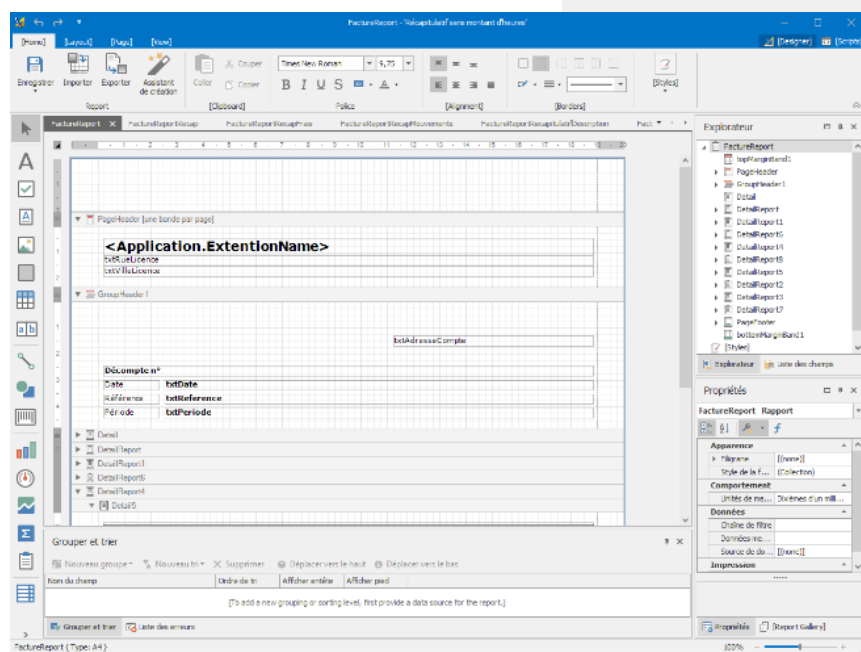 FactureReport - 'Récapitulatif sans montant d'heures'
[Home] [Layout] [Page] [View] [Designer] [Scripts]
Enregistrer Importer Exporter Assistant de création Coller Couper Copier Times New Roman 9,75 [Styles]
B I U S A
Report [Clipboard] Police [Alignment] [Borders]
FactureReport FactureReportRecap FactureReportRecapFrais FactureReportRecapMouvements FactureReportRecapitulatifDescription Fact
PageHeader [une bande par page]
<Application.ExtentionName>
txtRueLicence
txtVilleLicence
GroupHeader1
txtAdresseCompte
Décompte n°
Date txtDate
Référence txtReference
Période txtPeriode
Detail
DetailReport
DetailReport1
DetailReport6
DetailReport4
Detail5
Grouper et trier
Nouveau groupe Nouveau tri Supprimer Déplacer vers le haut Déplacer vers le bas
Nom du champ Ordre de tri Afficher entête Afficher pied
[To add a new grouping or sorting level, first provide a data source for the report.]
Grouper et trier Liste des erreurs
Explorateur
FactureReport
topMarginBand1
PageHeader
GroupHeader1
Detail
DetailReport
DetailReport1
DetailReport6
DetailReport4
DetailReport8
DetailReport5
DetailReport2
DetailReport3
DetailReport7
PageFooter
bottomMarginBand1
[Styles]
Explorateur Liste des champs
Propriétés
FactureReport Rapport
Apparence
Filigrane [(none)]
Style de la f... (Collection)
Comportement
Unités de me... Dixièmes d'un mill...
Données
Chaîne de filtre
Données me...
Source de do... [(none)]
Impression
Propriétés [Report Gallery]
FactureReport { Type: A4 } 100%